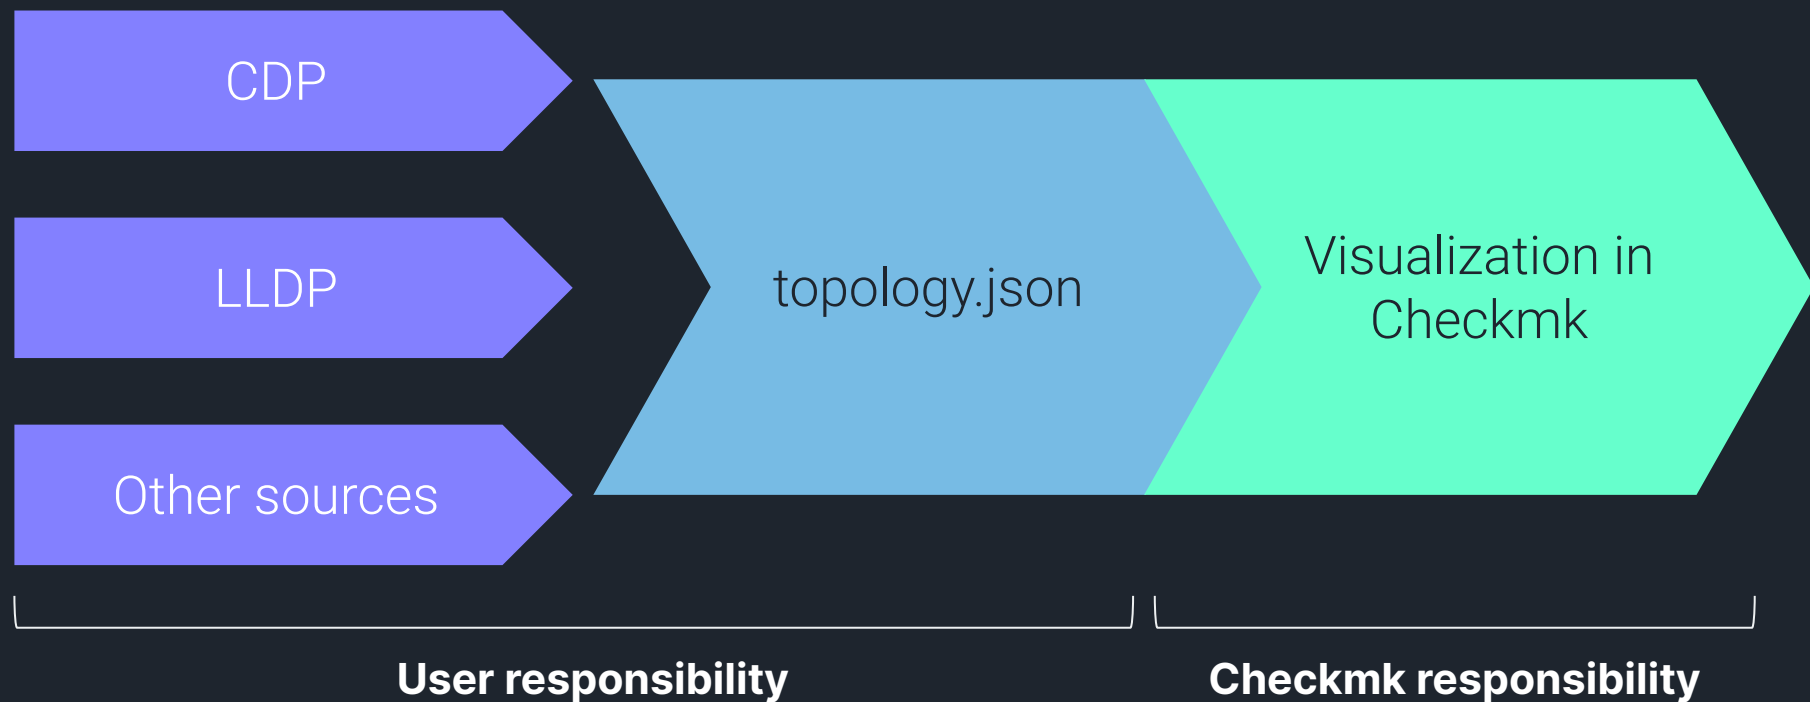 CDP
LLDP
Other sources
topology.json
Visualization in
Checkmk
User responsibility
Checkmk responsibility